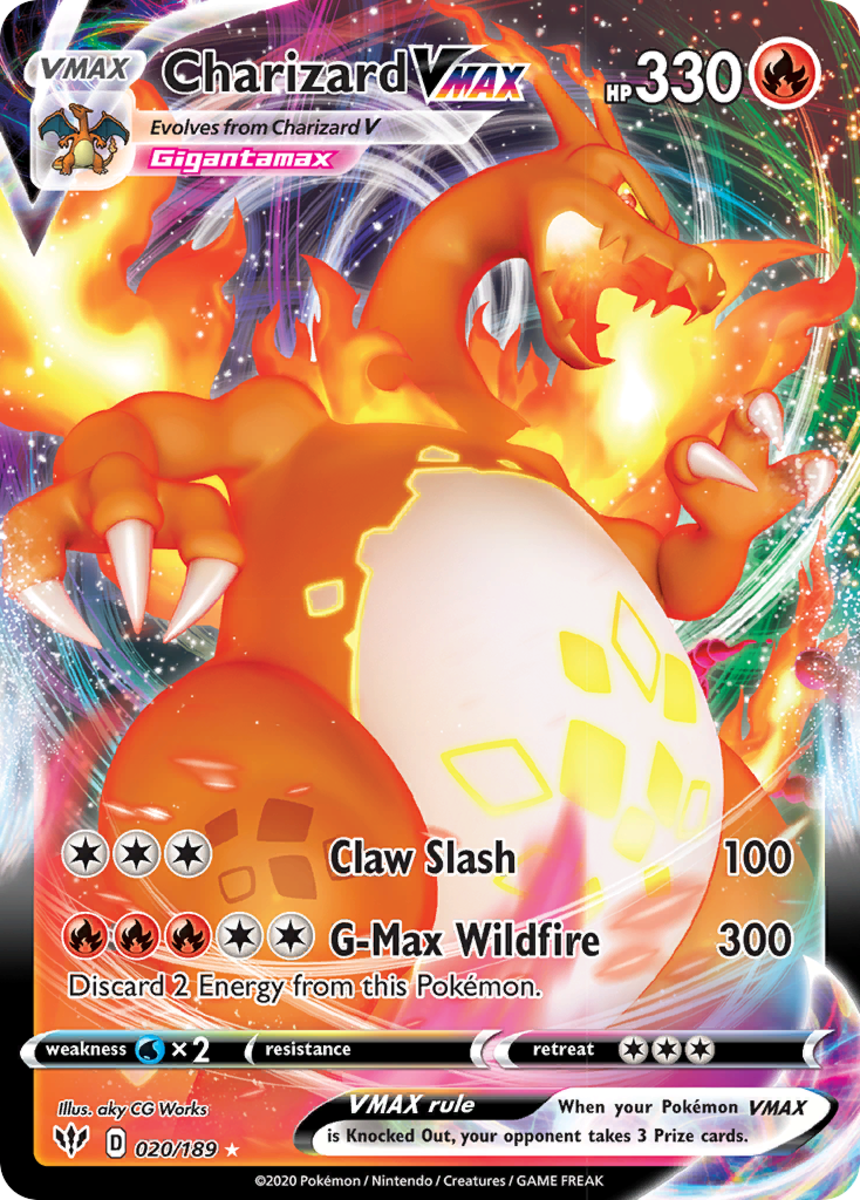 VMAX
Charizard VMAX
HP 330
Evolves from Charizard V
Gigantamax
Claw Slash 100
G-Max Wildfire 300
Discard 2 Energy from this Pokémon.
weakness ×2 resistance retreat
Illus. aky CG Works
VMAX rule When your Pokémon VMAX
is Knocked Out, your opponent takes 3 Prize cards.
D 020/189
©2020 Pokémon / Nintendo / Creatures / GAME FREAK